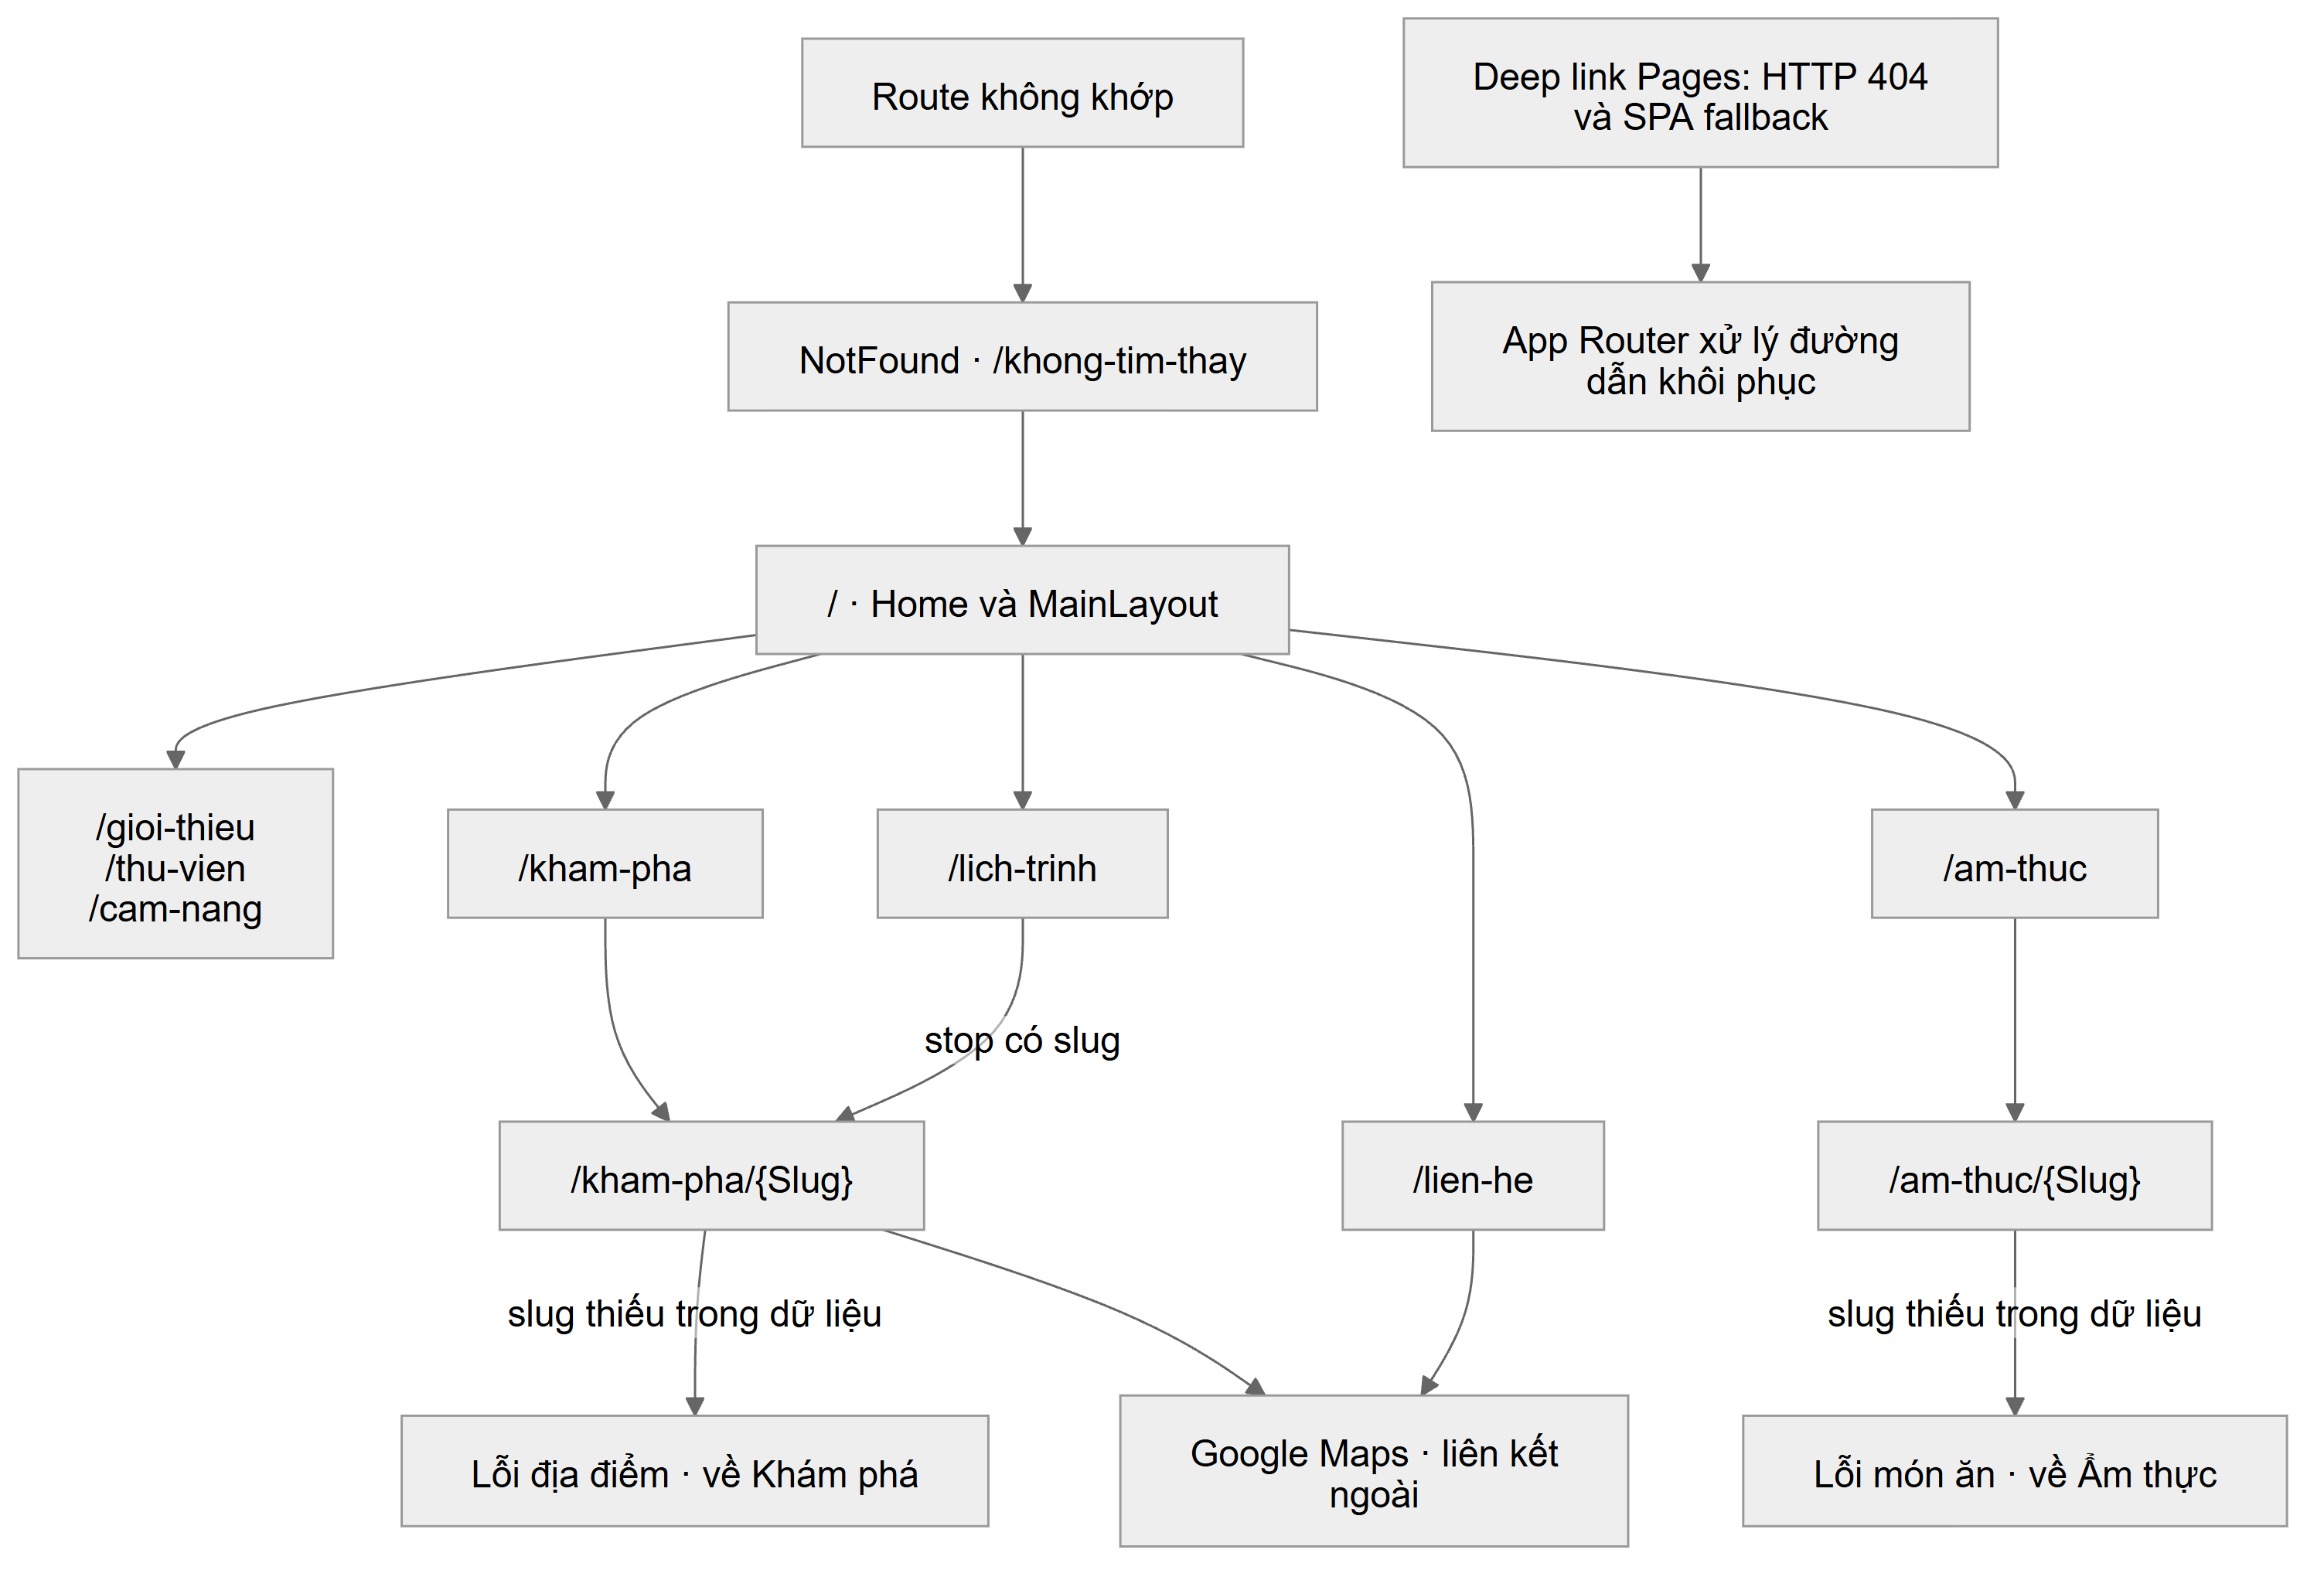 Route không khớp
Deep link Pages: HTTP 404
và SPA fallback
NotFound · /khong-tim-thay
App Router xử lý đường
dẫn khôi phục
/ · Home và MainLayout
/gioi-thieu
/thu-vien
/cam-nang
/kham-pha
/lich-trinh
/am-thuc
stop có slug
/kham-pha/{Slug}
/lien-he
/am-thuc/{Slug}
slug thiếu trong dữ liệu
slug thiếu trong dữ liệu
Lỗi địa điểm · về Khám phá
Google Maps · liên kết
ngoài
Lỗi món ăn · về Ẩm thực